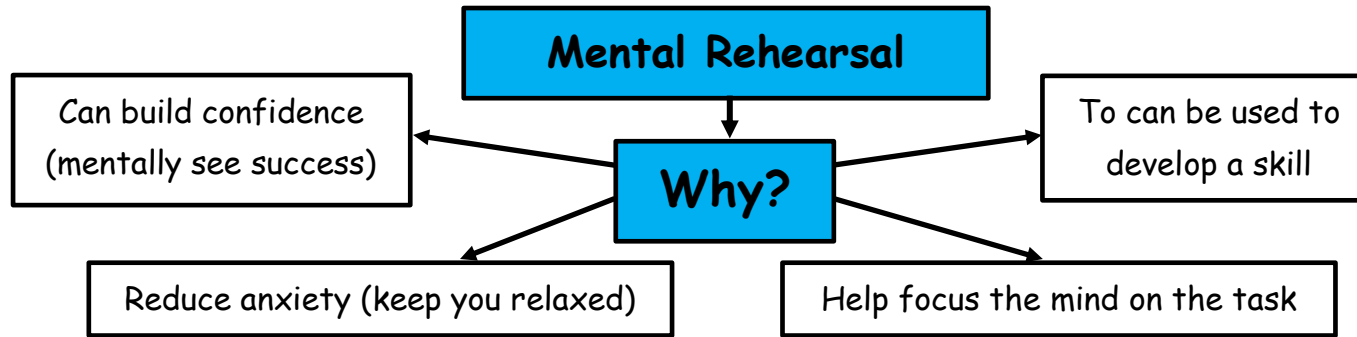 Mental Rehearsal
Can build confidence
(mentally see success)
To can be used to
develop a skill
Why?
Reduce anxiety (keep you relaxed)
Help focus the mind on the task